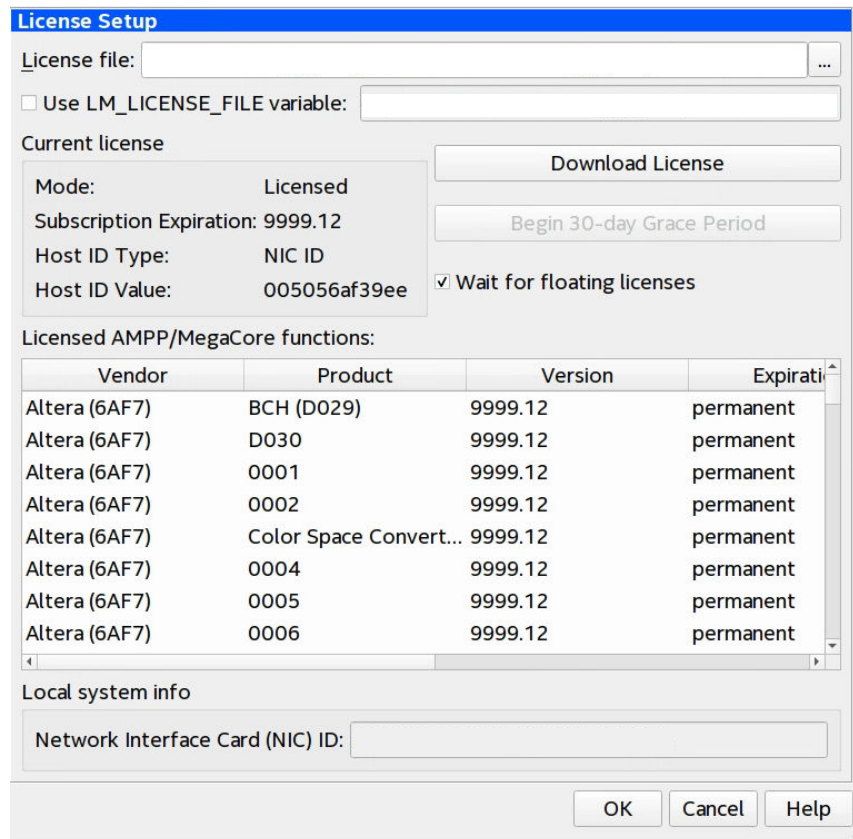 License Setup
License file:
...
Use LM_LICENSE_FILE variable:
Current license
Download License
Mode: Licensed
Subscription Expiration: 9999.12
Begin 30-day Grace Period
Host ID Type: NIC ID
Host ID Value: 005056af39ee
Wait for floating licenses
Licensed AMPP/MegaCore functions:
Vendor Product Version Expirati
Altera (6AF7) BCH (D029) 9999.12 permanent
Altera (6AF7) D030 9999.12 permanent
Altera (6AF7) 0001 9999.12 permanent
Altera (6AF7) 0002 9999.12 permanent
Altera (6AF7) Color Space Convert... 9999.12 permanent
Altera (6AF7) 0004 9999.12 permanent
Altera (6AF7) 0005 9999.12 permanent
Altera (6AF7) 0006 9999.12 permanent
Local system info
Network Interface Card (NIC) ID:
OK Cancel Help